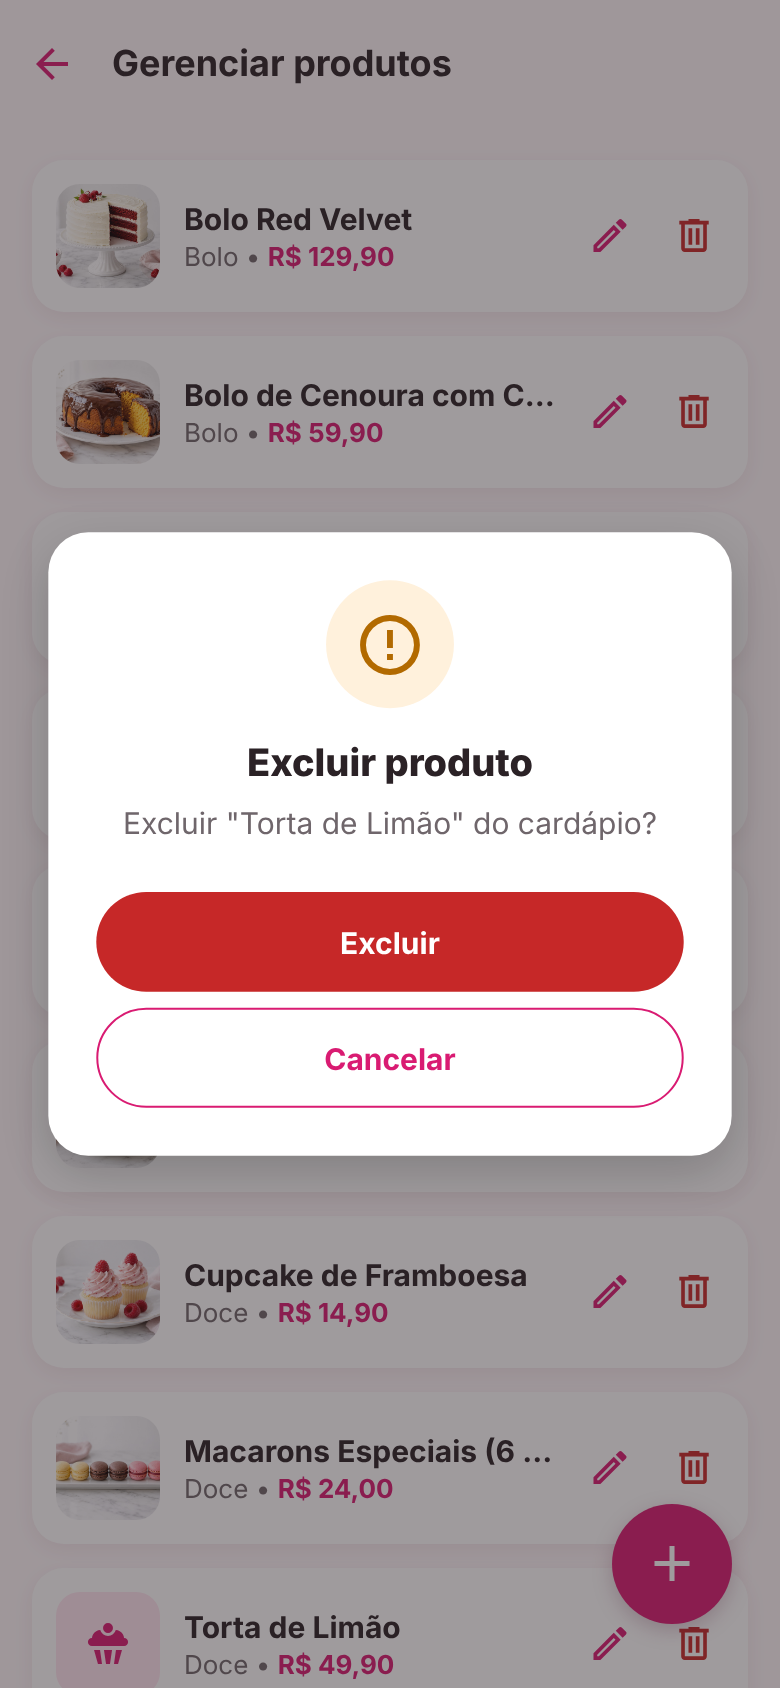 Gerenciar produtos
Bolo Red Velvet
Bolo • R$ 129,90
Bolo de Cenoura com C...
Bolo • R$ 59,90
Excluir produto
Excluir "Torta de Limão" do cardápio?
Excluir
Cancelar
Cupcake de Framboesa
Doce • R$ 14,90
Macarons Especiais (6 ...
Doce • R$ 24,00
Torta de Limão
Doce • R$ 49,90